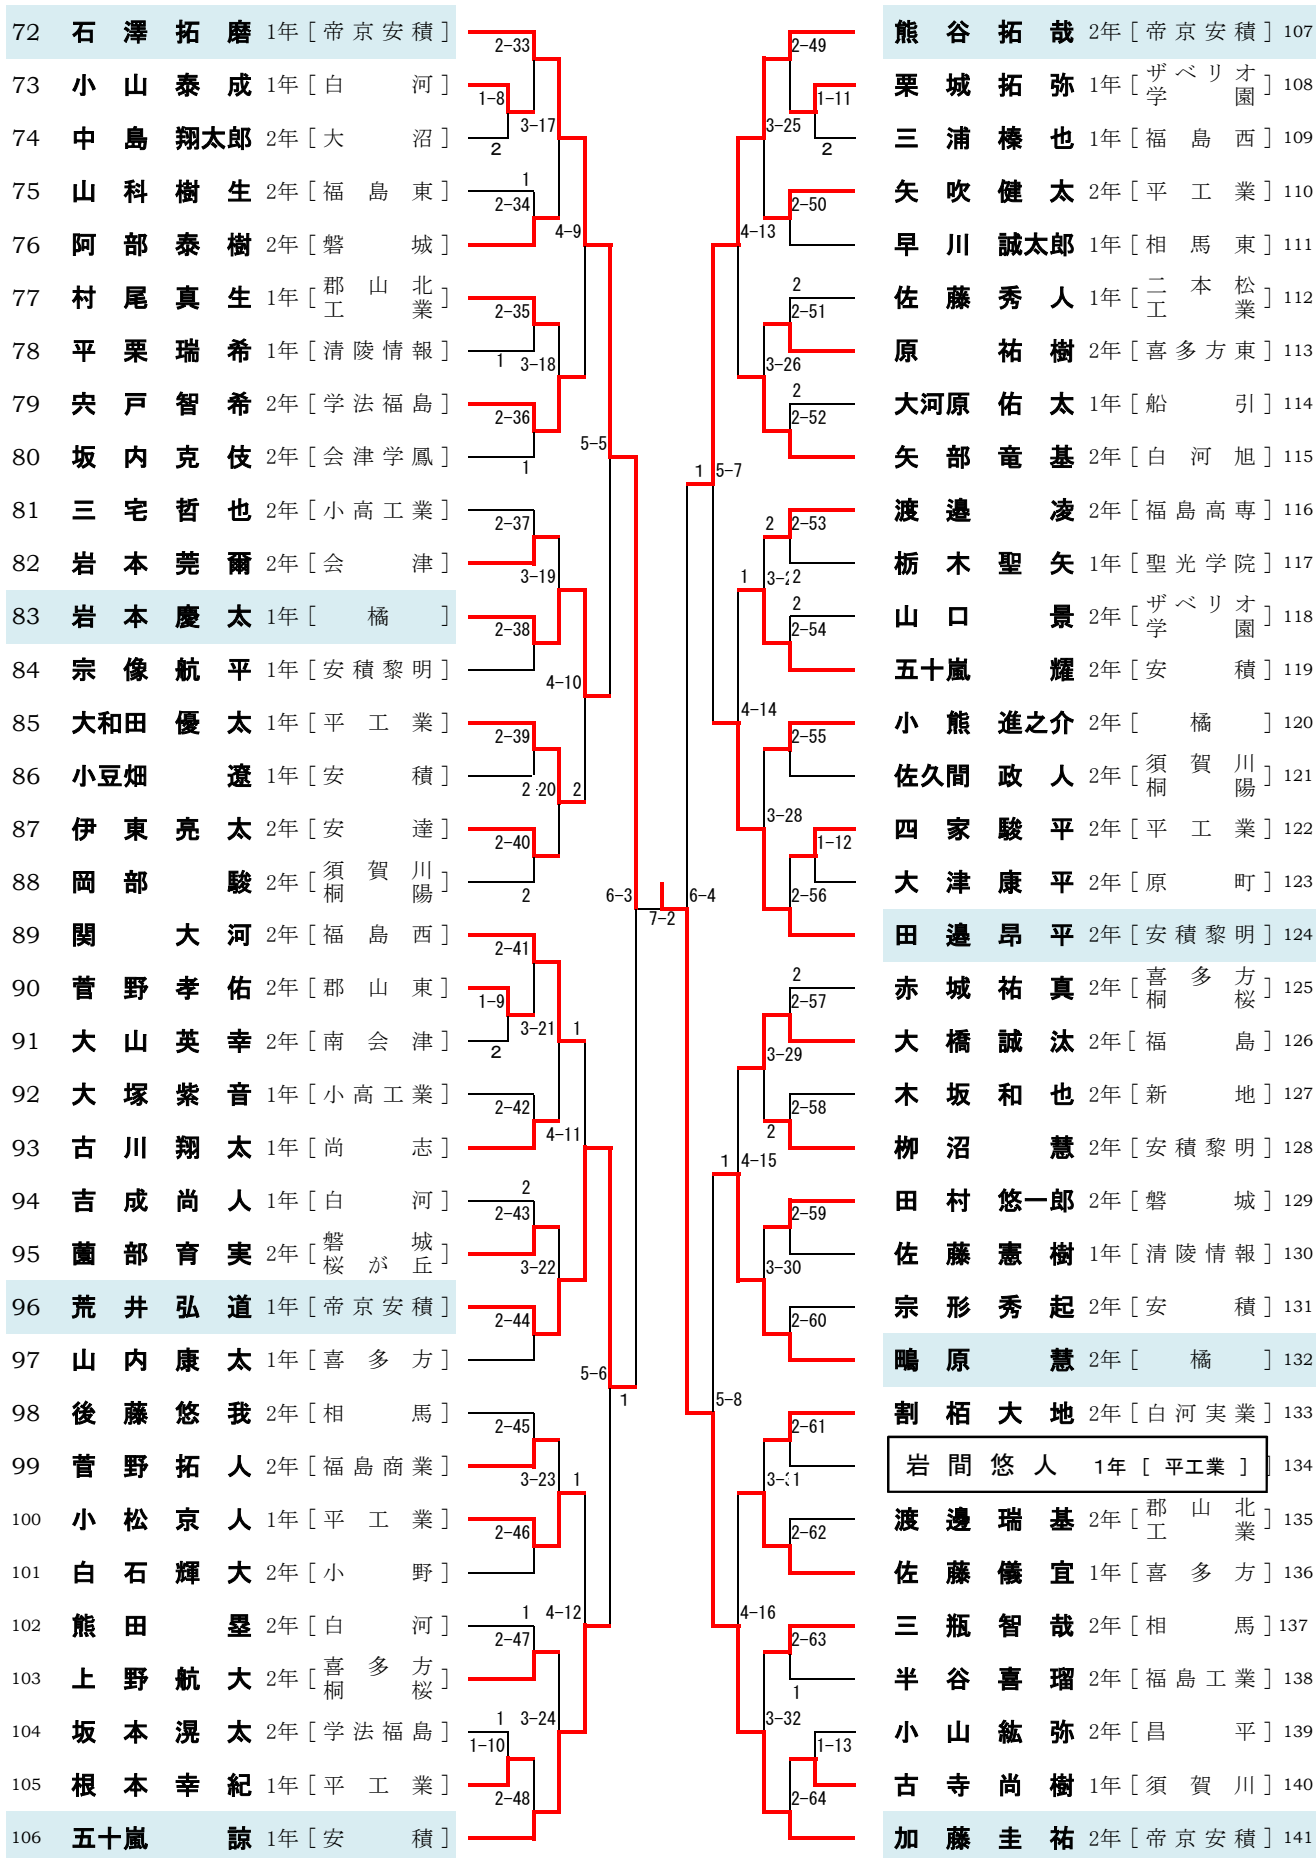 72 石澤拓磨 1年 [帝京安積]
73 小山泰成 1年 [白河]
74 中島翔太郎 2年 [大沼]
75 山科樹生 2年 [福島東]
76 阿部泰樹 2年 [磐城]
77 村尾真生 1年 [郡山北工業]
78 平栗瑞希 1年 [清陵情報]
79 宍戸智希 2年 [学法福島]
80 坂内克伎 2年 [会津学鳳]
81 三宅哲也 2年 [小高工業]
82 岩本莞爾 2年 [会津]
83 岩本慶太 1年 [橘]
84 宗像航平 1年 [安積黎明]
85 大和田優太 1年 [平工業]
86 小豆畑遼 1年 [安積]
87 伊東亮太 2年 [安達]
88 岡部駿 2年 [須賀川桐陽]
89 関大河 2年 [福島西]
90 菅野孝佑 2年 [郡山東]
91 大山英幸 2年 [南会津]
92 大塚紫音 1年 [小高工業]
93 古川翔太 1年 [尚志]
94 吉成尚人 1年 [白河]
95 薗部育実 2年 [磐城桜が丘]
96 荒井弘道 1年 [帝京安積]
97 山内康太 1年 [喜多方]
98 後藤悠我 2年 [相馬]
99 菅野拓人 2年 [福島商業]
100 小松京人 1年 [平工業]
101 白石輝大 2年 [小野]
102 熊田塁 2年 [白河]
103 上野航大 2年 [喜多方桐桜]
104 坂本滉太 2年 [学法福島]
105 根本幸紀 1年 [平工業]
106 五十嵐諒 1年 [安積]
2-33
1-8
2
3-17
1
2-34
4-9
2-35
1
3-18
2-36
1
5-5
2-37
3-19
2-38
4-10
2-39
2
-20
2
2-40
2
6-3
2-41
1-9
2
3-21
1
2-42
4-11
2
2-43
3-22
2-44
5-6
1
2-45
3-23
1
2-46
4-12
1
2-47
3-24
1
1-10
2-48
7-2
6-4
2-49
1-11
2
3-25
2-50
4-13
2
2-51
3-26
2
2-52
1
5-7
2
2-53
1
3-2
2
2
2-54
4-14
2-55
3-28
1-12
2-56
2
2-57
3-29
2-58
2
1
4-15
2-59
3-30
2-60
5-8
2-61
3-31
2-62
4-16
2-63
1
3-32
1-13
2-64
熊谷拓哉 2年 [帝京安積] 107
栗城拓弥 1年 [ザベリオ学園] 108
三浦榛也 1年 [福島西] 109
矢吹健太 2年 [平工業] 110
早川誠太郎 1年 [相馬東] 111
佐藤秀人 1年 [二本松工業] 112
原祐樹 2年 [喜多方東] 113
大河原佑太 1年 [船引] 114
矢部竜基 2年 [白河旭] 115
渡邉凌 2年 [福島高専] 116
栃木聖矢 1年 [聖光学院] 117
山口景 2年 [ザベリオ学園] 118
五十嵐耀 2年 [安積] 119
小熊進之介 2年 [橘] 120
佐久間政人 2年 [須賀川桐陽] 121
四家駿平 2年 [平工業] 122
大津康平 2年 [原町] 123
田邉昂平 2年 [安積黎明] 124
赤城祐真 2年 [喜多方桐桜] 125
大橋誠汰 2年 [福島] 126
木坂和也 2年 [新地] 127
栁沼慧 2年 [安積黎明] 128
田村悠一郎 2年 [磐城] 129
佐藤憲樹 1年 [清陵情報] 130
宗形秀起 2年 [安積] 131
鴫原慧 2年 [橘] 132
割栢大地 2年 [白河実業] 133
岩間悠人 1年 [平工業] 134
渡邉瑞基 2年 [郡山北工業] 135
佐藤儀宜 1年 [喜多方] 136
三瓶智哉 2年 [相馬] 137
半谷喜瑠 2年 [福島工業] 138
小山紘弥 2年 [昌平] 139
古寺尚樹 1年 [須賀川] 140
加藤圭祐 2年 [帝京安積] 141